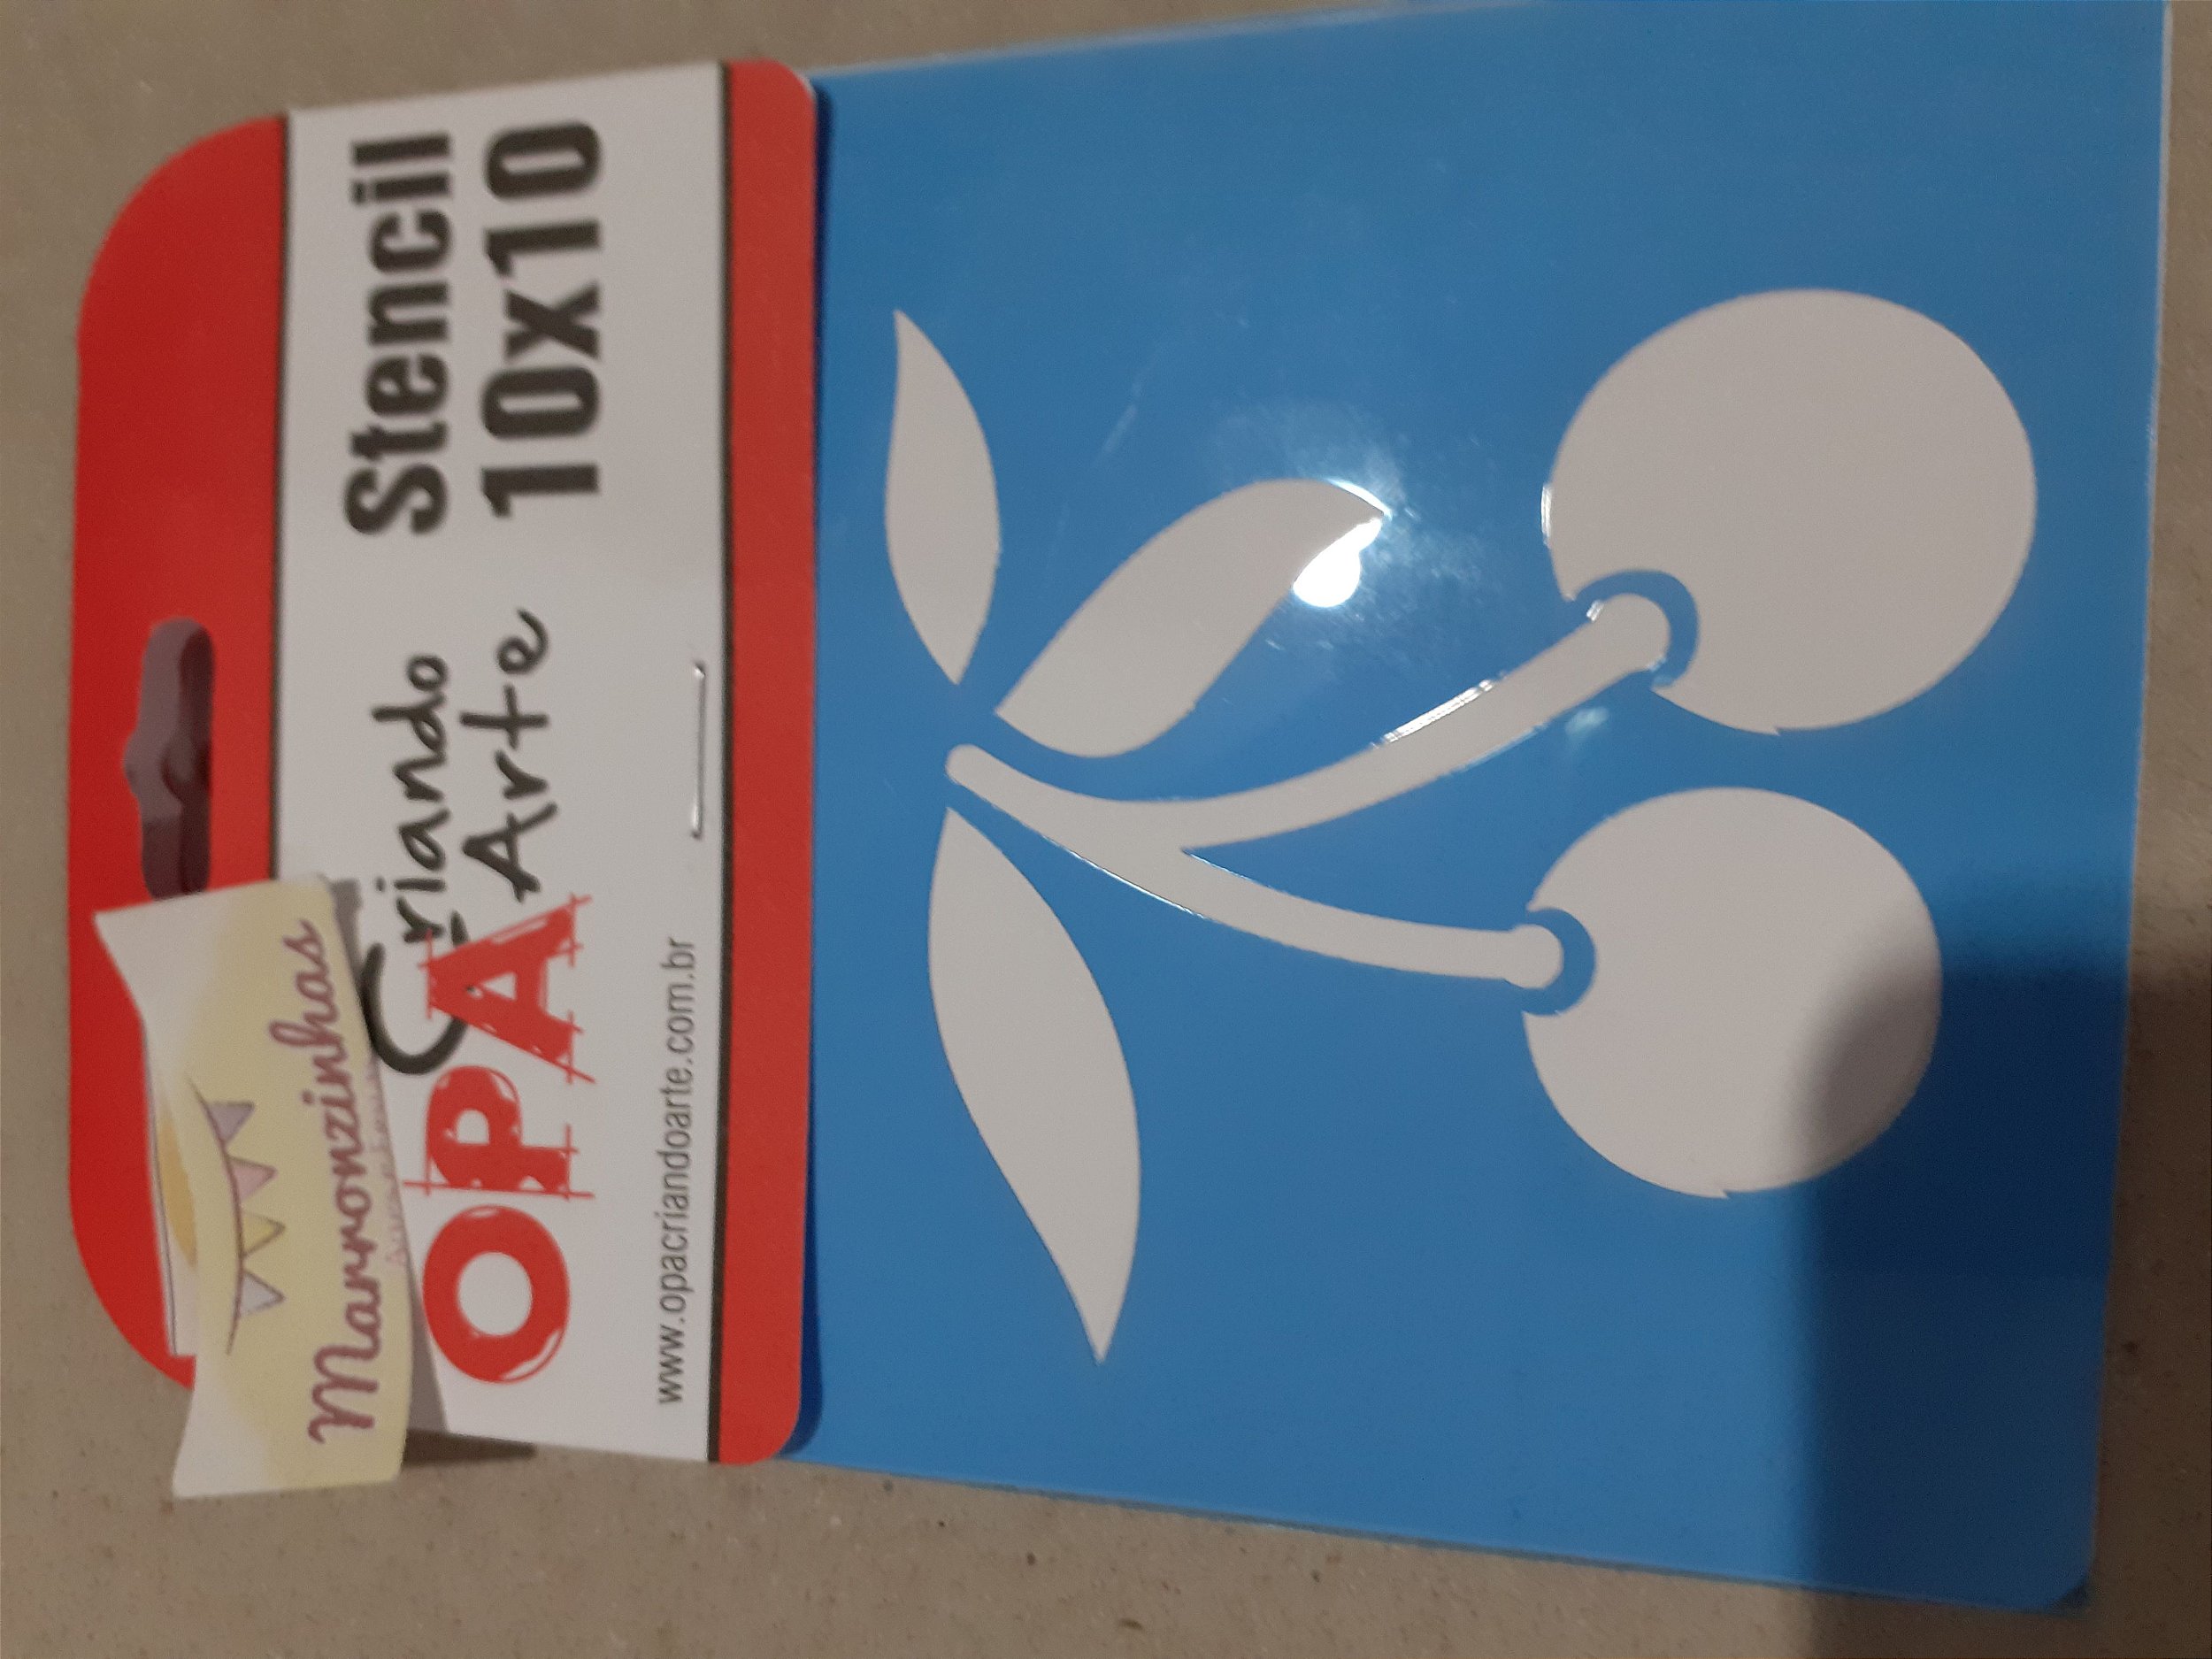 Marronzinhas
OPA Criando
Arte
Stencil
10x10
www.opacriandoarte.com.br